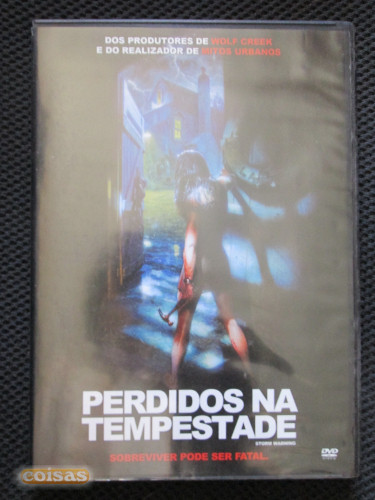 DOS PRODUTORES DE WOLF CREEK
E DO REALIZADOR DE MITOS URBANOS
PERDIDOS NA
TEMPESTADE
STORM WARNING
SOBREVIVER PODE SER FATAL.
DVD
coisas